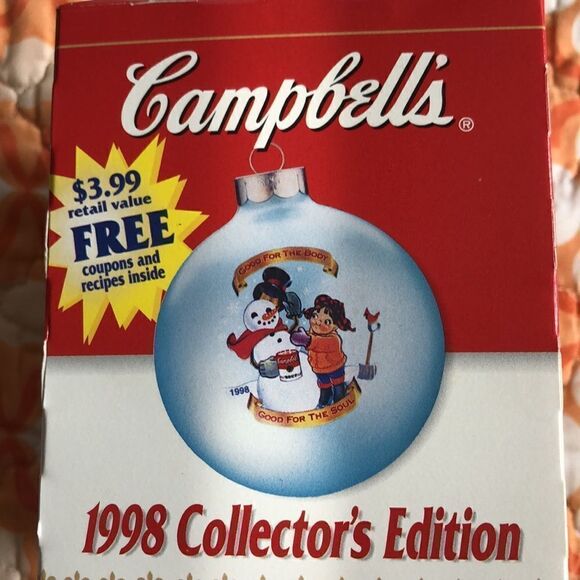 Campbell's®
$3.99
retail value
FREE
coupons and
recipes inside
GOOD FOR THE BODY
Campbell's
SOUP
1998
GOOD FOR THE SOUL
1998 Collector's Edition